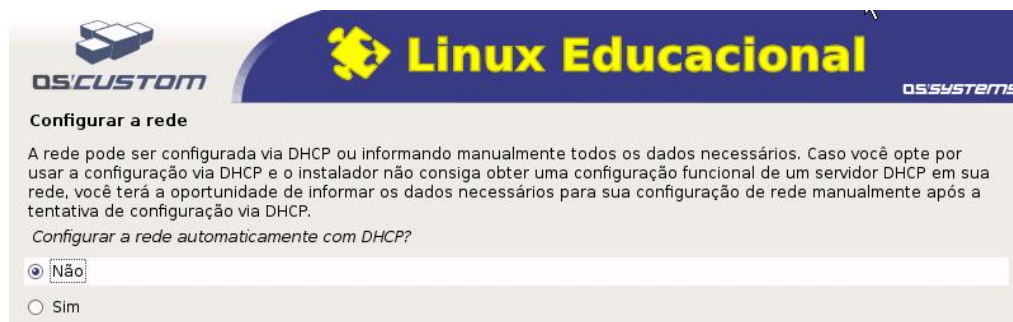 OS'CUSTOM
Linux Educacional
OS'SYSTEMS
Configurar a rede
A rede pode ser configurada via DHCP ou informando manualmente todos os dados necessários. Caso você opte por
usar a configuração via DHCP e o instalador não consiga obter uma configuração funcional de um servidor DHCP em sua
rede, você terá a oportunidade de informar os dados necessários para sua configuração de rede manualmente após a
tentativa de configuração via DHCP.
Configurar a rede automaticamente com DHCP?
Não
Sim